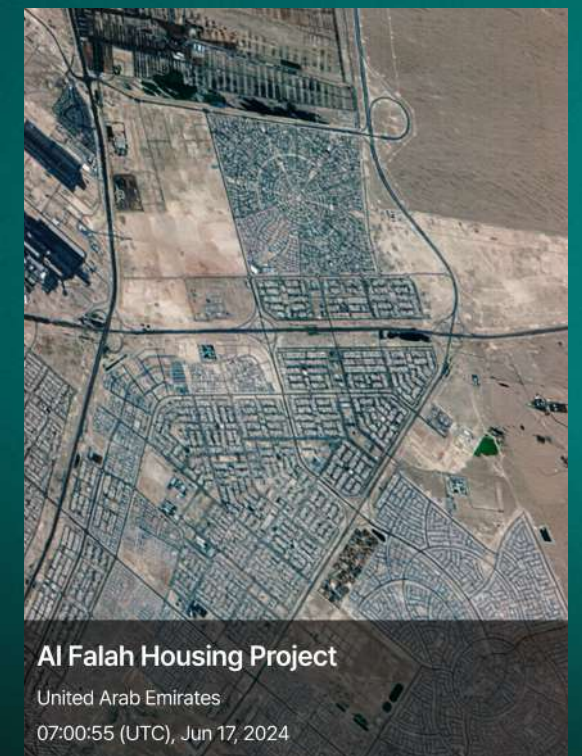 Al Falah Housing Project
United Arab Emirates
07:00:55 (UTC), Jun 17, 2024